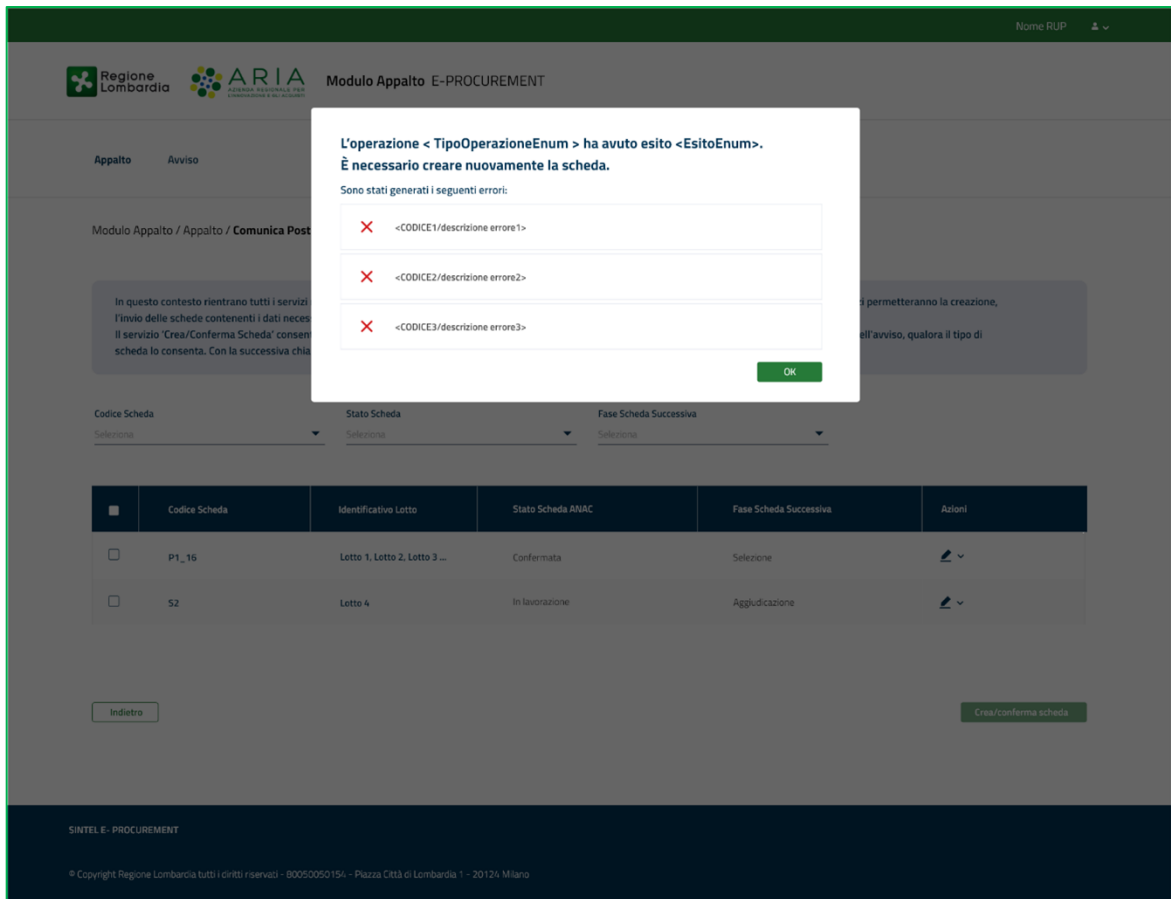 Nome RUP
Regione
Lombardia
ARIA
AZIENDA REGIONALE PER
L'INNOVAZIONE E GLI ACQUISTI
Modulo Appalto E-PROCUREMENT
L'operazione < TipoOperazioneEnum > ha avuto esito <EsitoEnum>.
È necessario creare nuovamente la scheda.
Sono stati generati i seguenti errori:
<CODICE1/descrizione errore1>
<CODICE2/descrizione errore2>
<CODICE3/descrizione errore3>
OK
Appalto Avviso
Modulo Appalto / Appalto / Comunica Post
In questo contesto rientrano tutti i servizi i permetteranno la creazione,
l'invio delle schede contenenti i dati neces
Il servizio 'Crea/Conferma Scheda' consen ell'avviso, qualora il tipo di
scheda lo consenta. Con la successiva chia
Codice Scheda Stato Scheda Fase Scheda Successiva
Seleziona Seleziona Seleziona
Codice Scheda Identificativo Lotto Stato Scheda ANAC Fase Scheda Successiva Azioni
P1_16 Lotto 1, Lotto 2, Lotto 3 ... Confermata Selezione
S2 Lotto 4 In lavorazione Aggiudicazione
Indietro Crea/conferma scheda
SINTEL E- PROCUREMENT
© Copyright Regione Lombardia tutti i diritti riservati - 80050050154 - Piazza Città di Lombardia 1 - 20124 Milano